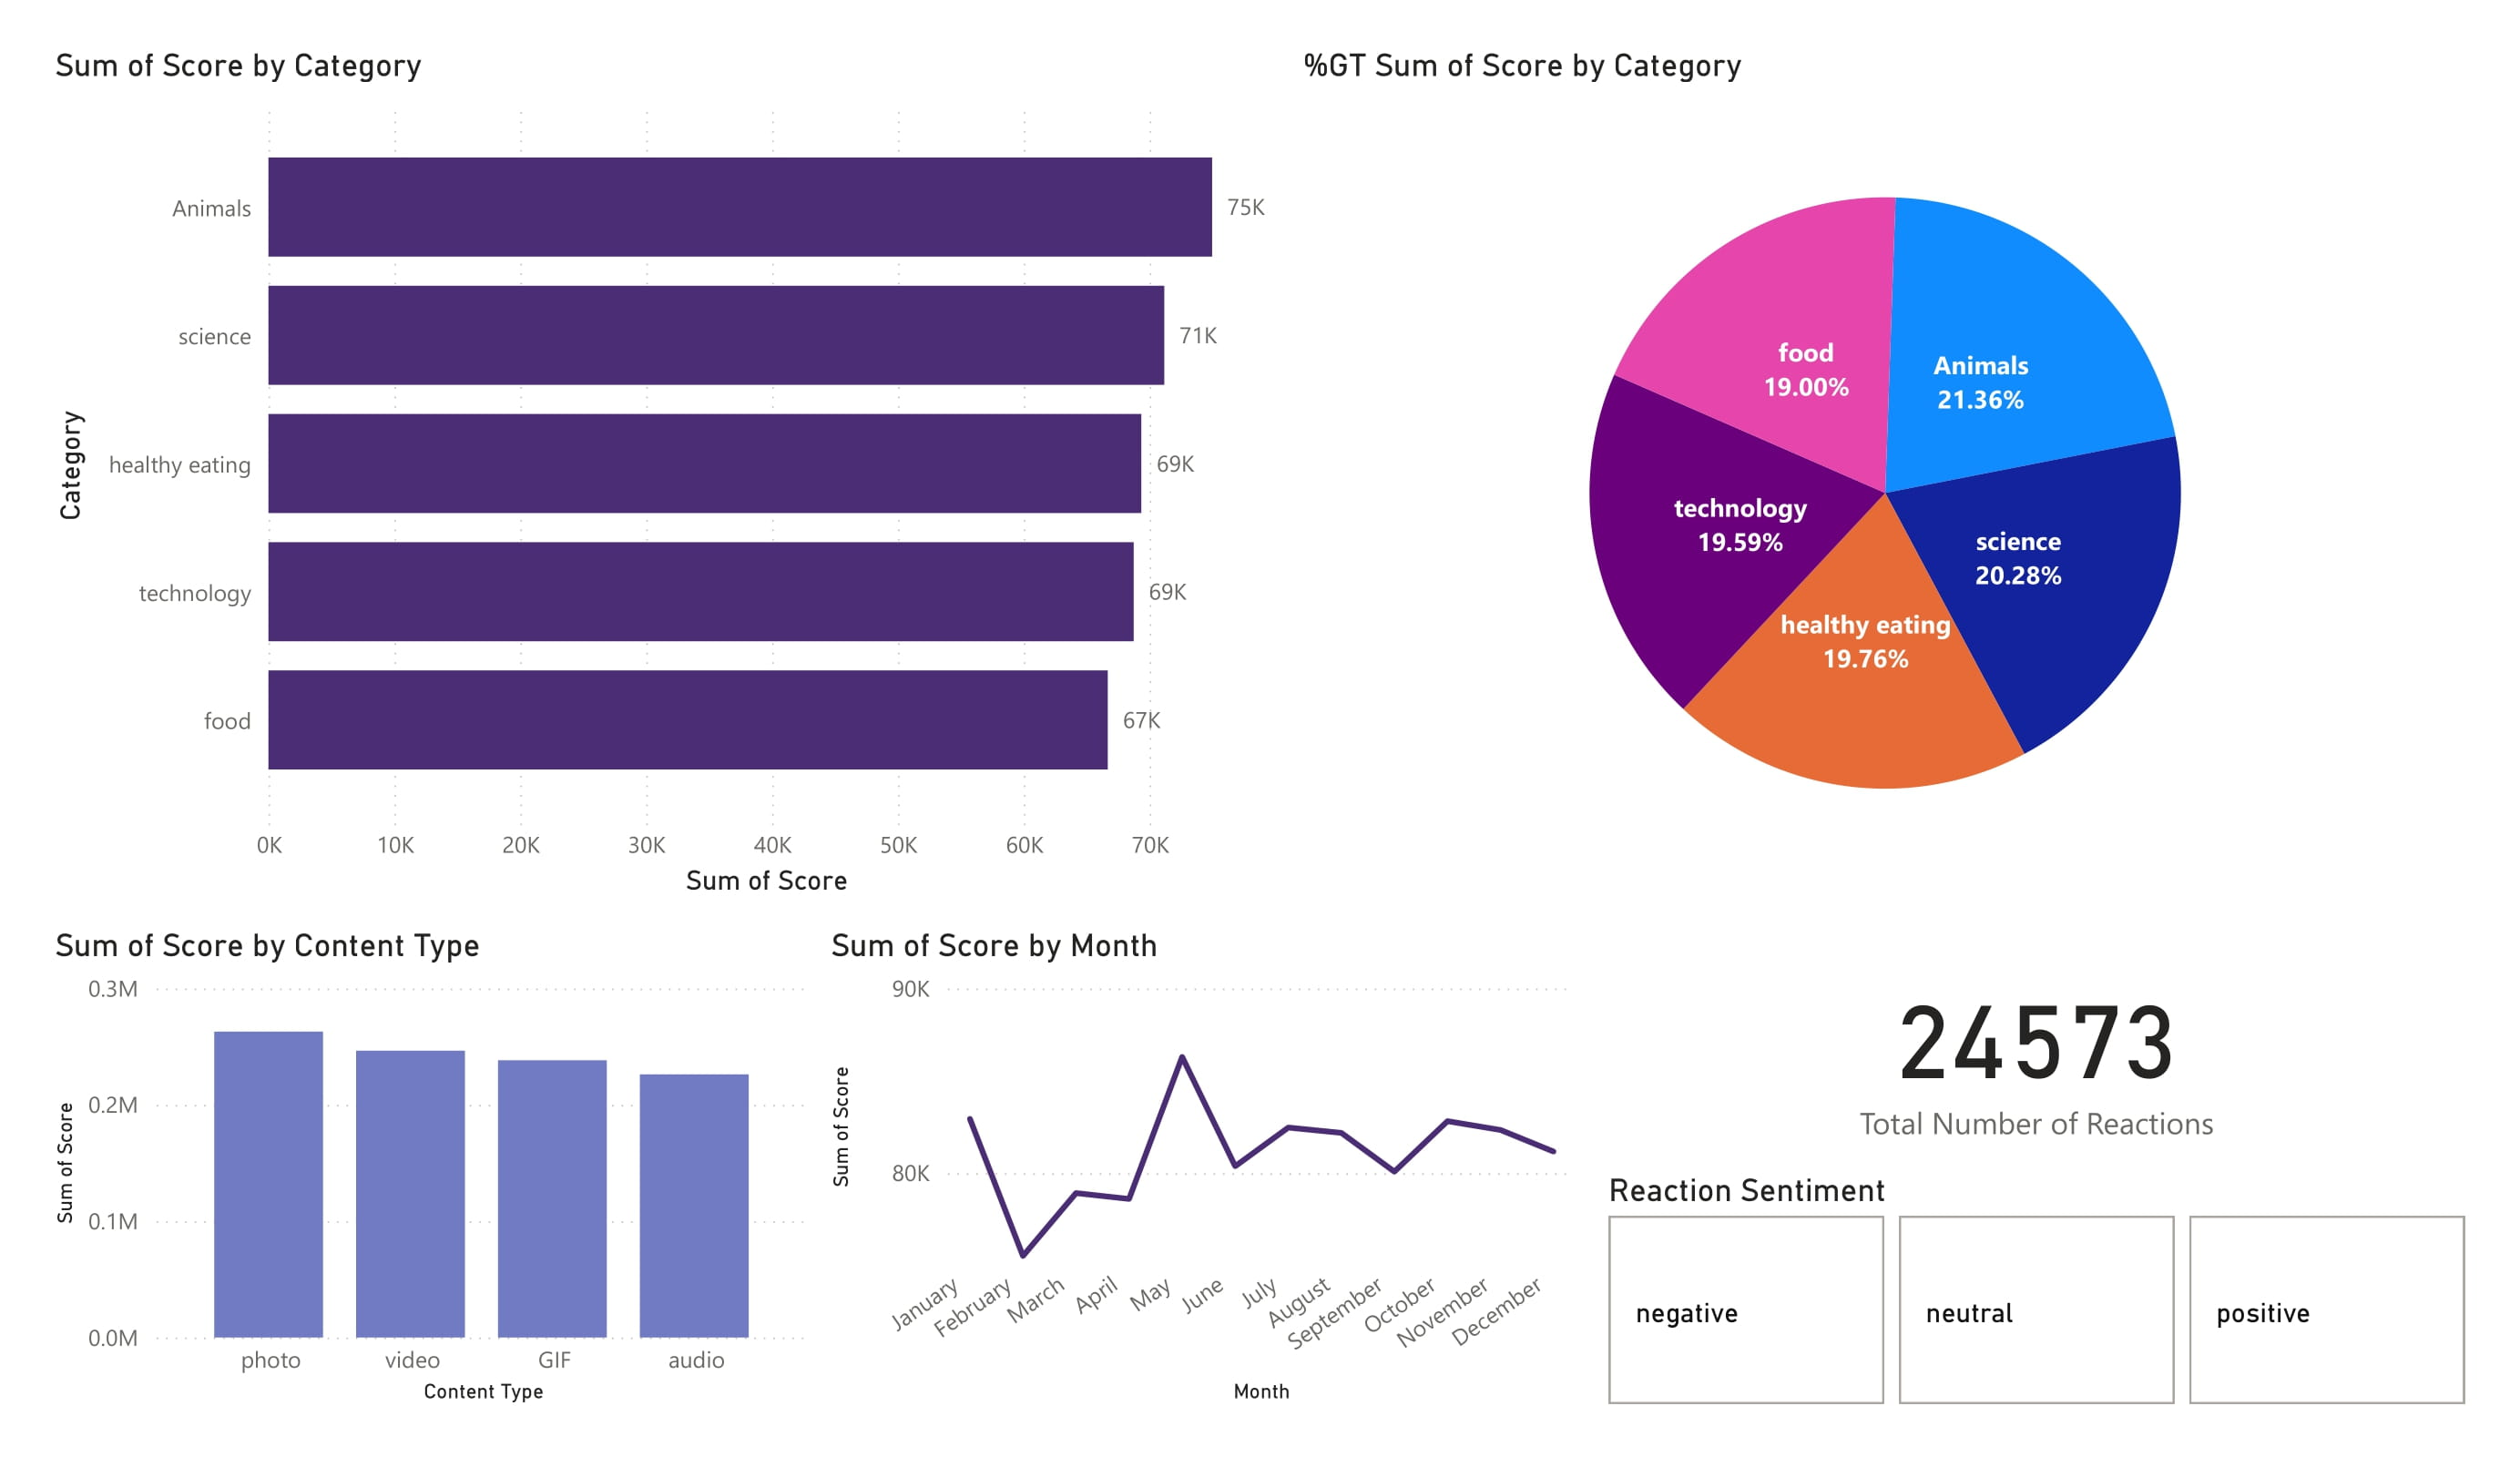 Sum of Score by Category
Category
Animals
75K
science
71K
healthy eating
69K
technology
69K
food
67K
0K 10K 20K 30K 40K 50K 60K 70K
Sum of Score
%GT Sum of Score by Category
food
19.00%
Animals
21.36%
technology
19.59%
science
20.28%
healthy eating
19.76%
Sum of Score by Content Type
Sum of Score
0.3M
0.2M
0.1M
0.0M
photo video GIF audio
Content Type
Sum of Score by Month
Sum of Score
90K
80K
January February March April May June July August September October November December
Month
24573
Total Number of Reactions
Reaction Sentiment
negative
neutral
positive